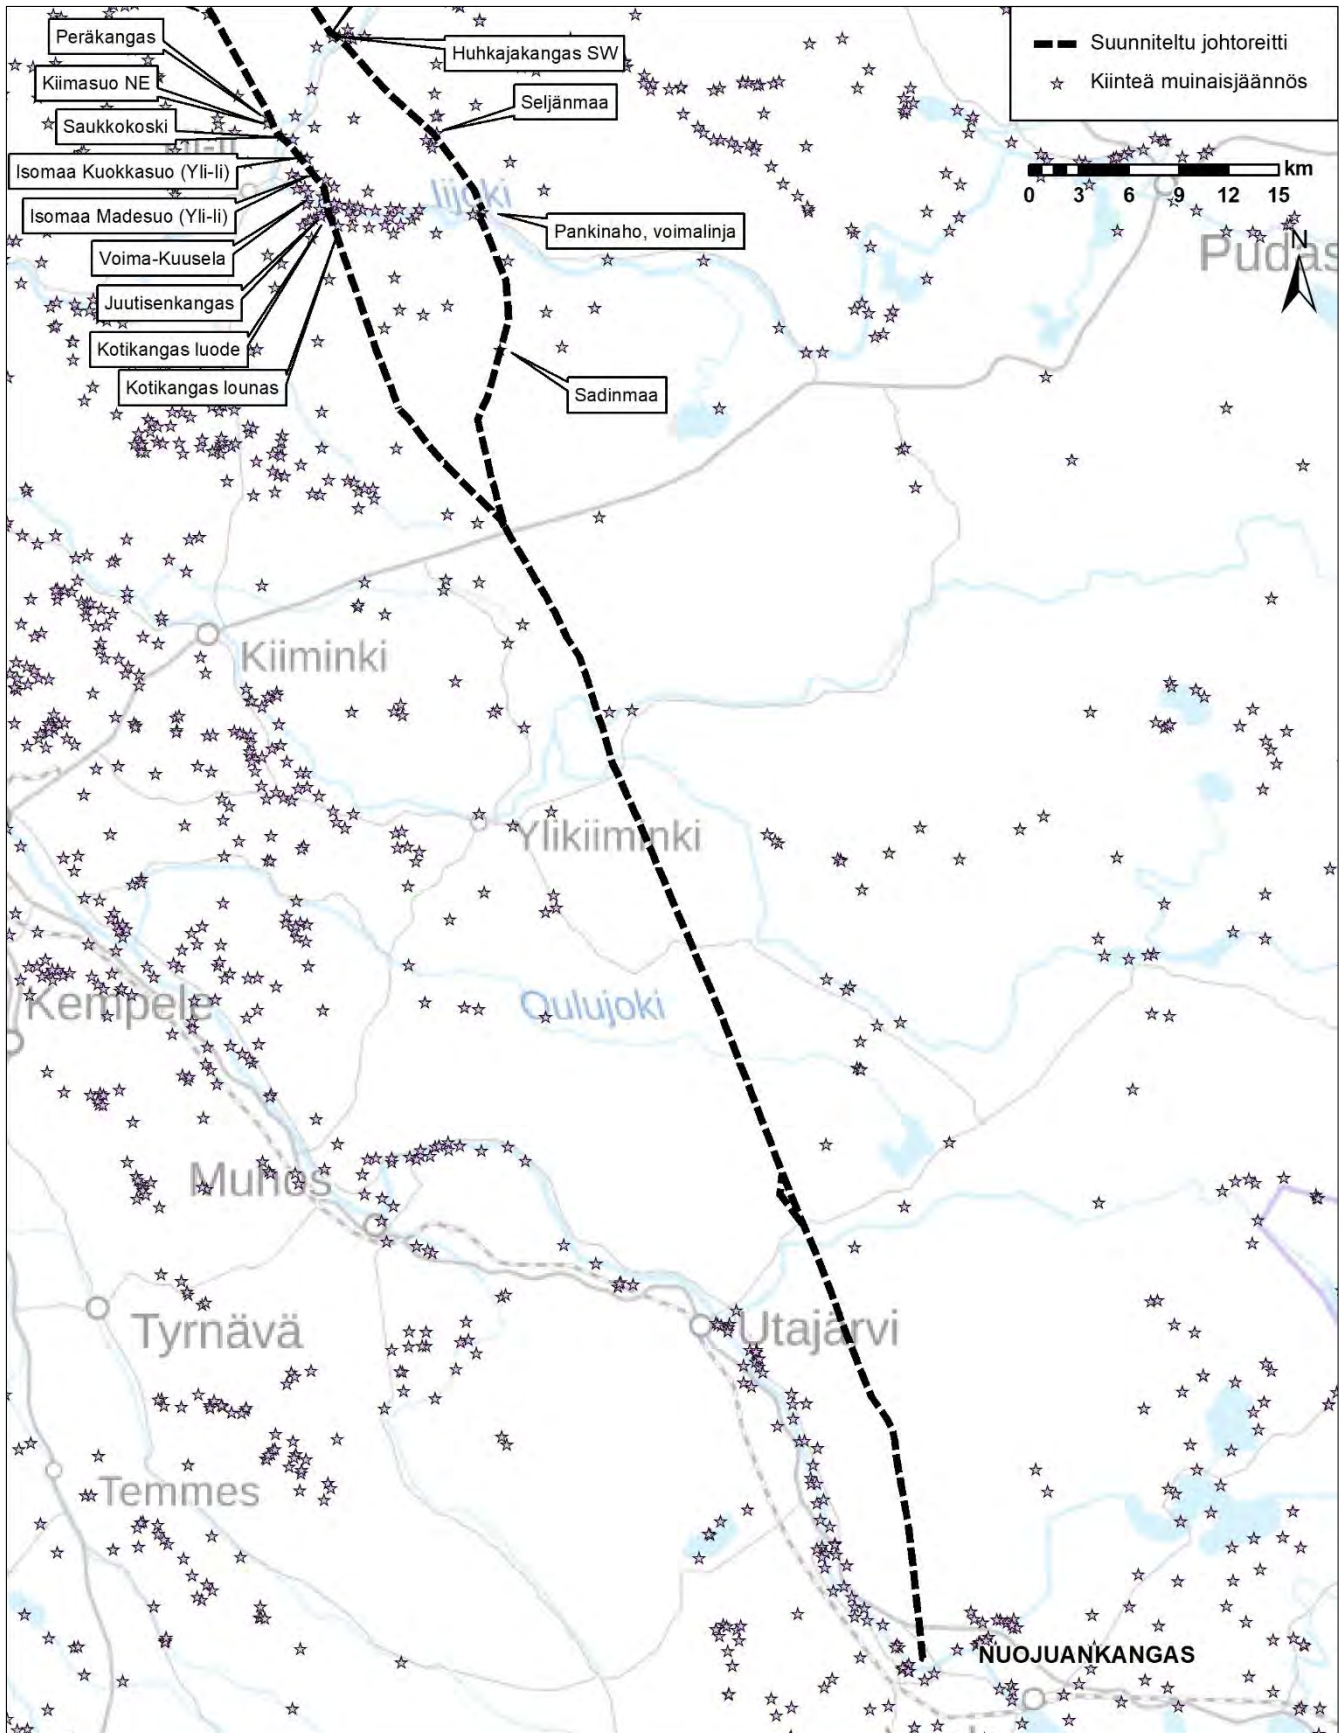 Peräkangas
Huhkajakangas SW
Suunniteltu johtoreitti
Kiimasuo NE
Kiinteä muinaisjäännös
Seljänmaa
Saukkokoski
Isomaa Kuokkasuo (Yli-Ii)
km
0 3 6 9 12 15
Iijoki
Isomaa Madesuo (Yli-Ii)
Pankinaho, voimalinja
N
Pudas
Voima-Kuusela
Juutisenkangas
Kotikangas luode
Kotikangas lounas
Sadinmaa
Kiiminki
Ylikiiminki
Kempele
Oulujoki
Muhos
Tyrnävä
Utajärvi
Temmes
NUOJUANKANGAS